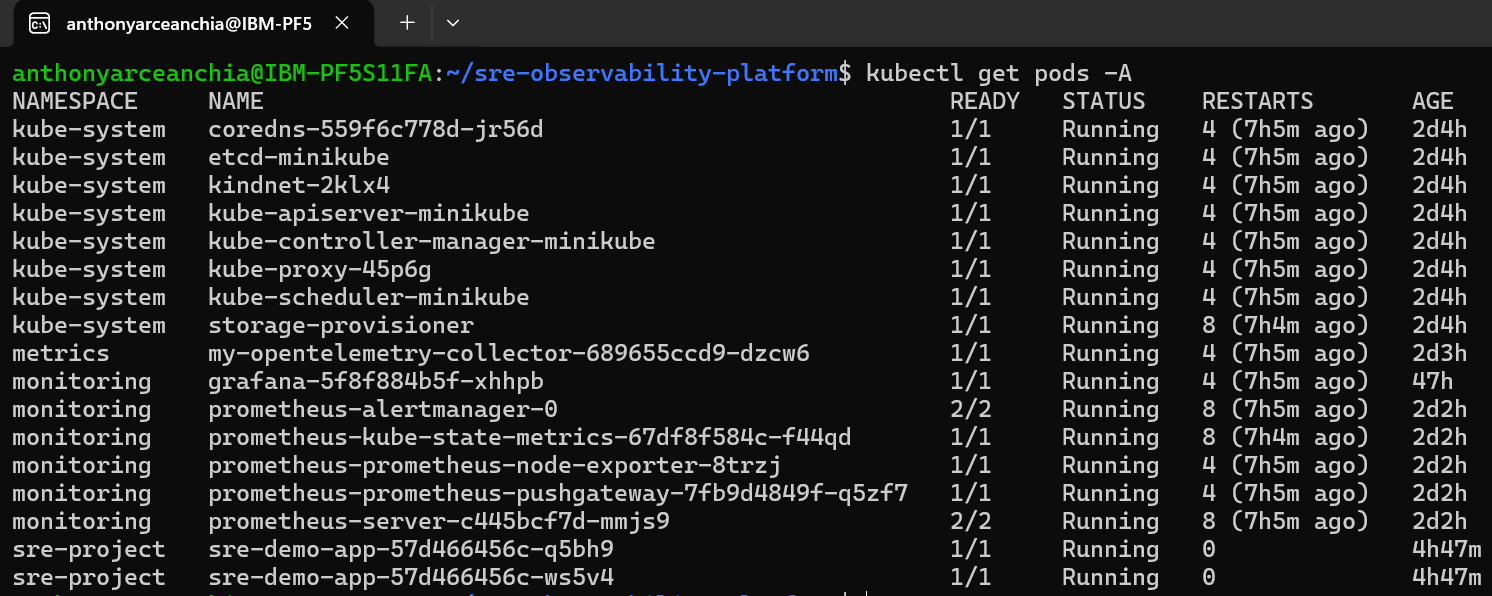 anthonyarceanchia@IBM-PF5
anthonyarceanchia@IBM-PF5S11FA:~/sre-observability-platform$ kubectl get pods -A
NAMESPACE NAME READY STATUS RESTARTS AGE
kube-system coredns-559f6c778d-jr56d 1/1 Running 4 (7h5m ago) 2d4h
kube-system etcd-minikube 1/1 Running 4 (7h5m ago) 2d4h
kube-system kindnet-2klx4 1/1 Running 4 (7h5m ago) 2d4h
kube-system kube-apiserver-minikube 1/1 Running 4 (7h5m ago) 2d4h
kube-system kube-controller-manager-minikube 1/1 Running 4 (7h5m ago) 2d4h
kube-system kube-proxy-45p6g 1/1 Running 4 (7h5m ago) 2d4h
kube-system kube-scheduler-minikube 1/1 Running 4 (7h5m ago) 2d4h
kube-system storage-provisioner 1/1 Running 8 (7h4m ago) 2d4h
metrics my-opentelemetry-collector-689655ccd9-dzcw6 1/1 Running 4 (7h5m ago) 2d3h
monitoring grafana-5f8f884b5f-xhhpb 1/1 Running 4 (7h5m ago) 47h
monitoring prometheus-alertmanager-0 2/2 Running 8 (7h5m ago) 2d2h
monitoring prometheus-kube-state-metrics-67df8f584c-f44qd 1/1 Running 8 (7h4m ago) 2d2h
monitoring prometheus-prometheus-node-exporter-8trzj 1/1 Running 4 (7h5m ago) 2d2h
monitoring prometheus-prometheus-pushgateway-7fb9d4849f-q5zf7 1/1 Running 4 (7h5m ago) 2d2h
monitoring prometheus-server-c445bcf7d-mmjs9 2/2 Running 8 (7h5m ago) 2d2h
sre-project sre-demo-app-57d466456c-q5bh9 1/1 Running 0 4h47m
sre-project sre-demo-app-57d466456c-ws5v4 1/1 Running 0 4h47m